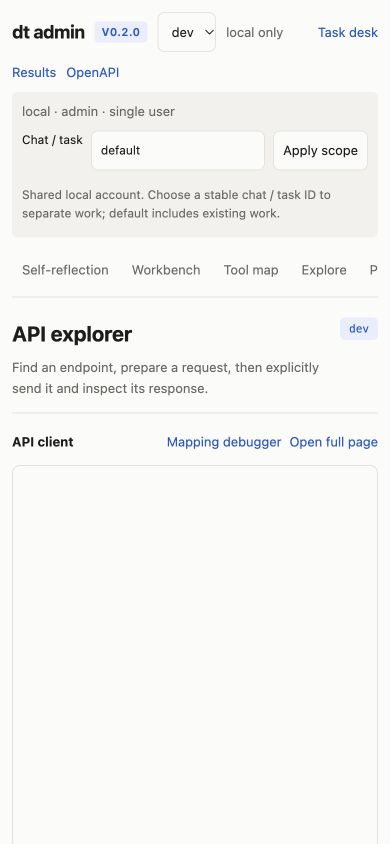 dt admin V0.2.0 dev local only Task desk
Results OpenAPI
local · admin · single user
Chat / task default Apply scope
Shared local account. Choose a stable chat / task ID to
separate work; default includes existing work.
Self-reflection Workbench Tool map Explore P
API explorer dev
Find an endpoint, prepare a request, then explicitly
send it and inspect its response.
API client Mapping debugger Open full page